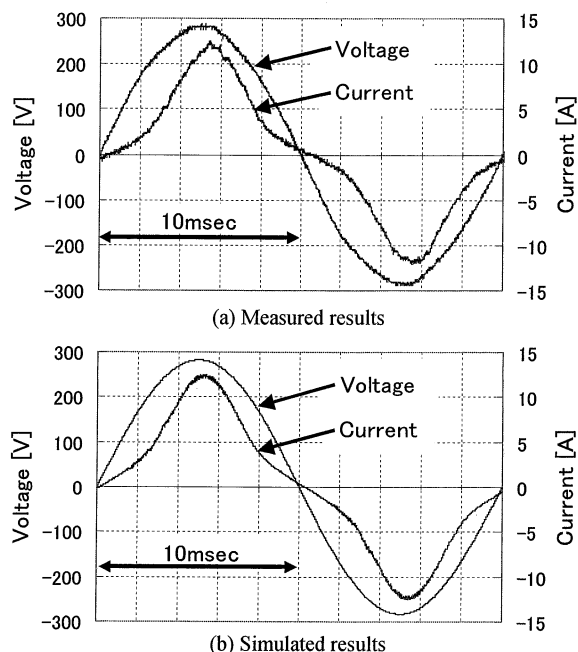 300
200
100
0
-100
-200
-300
Voltage [V]
15
10
5
0
-5
-10
-15
Current [A]
Voltage
Current
10msec
(a) Measured results
300
200
100
0
-100
-200
-300
Voltage [V]
15
10
5
0
-5
-10
-15
Current [A]
Voltage
Current
10msec
(b) Simulated results